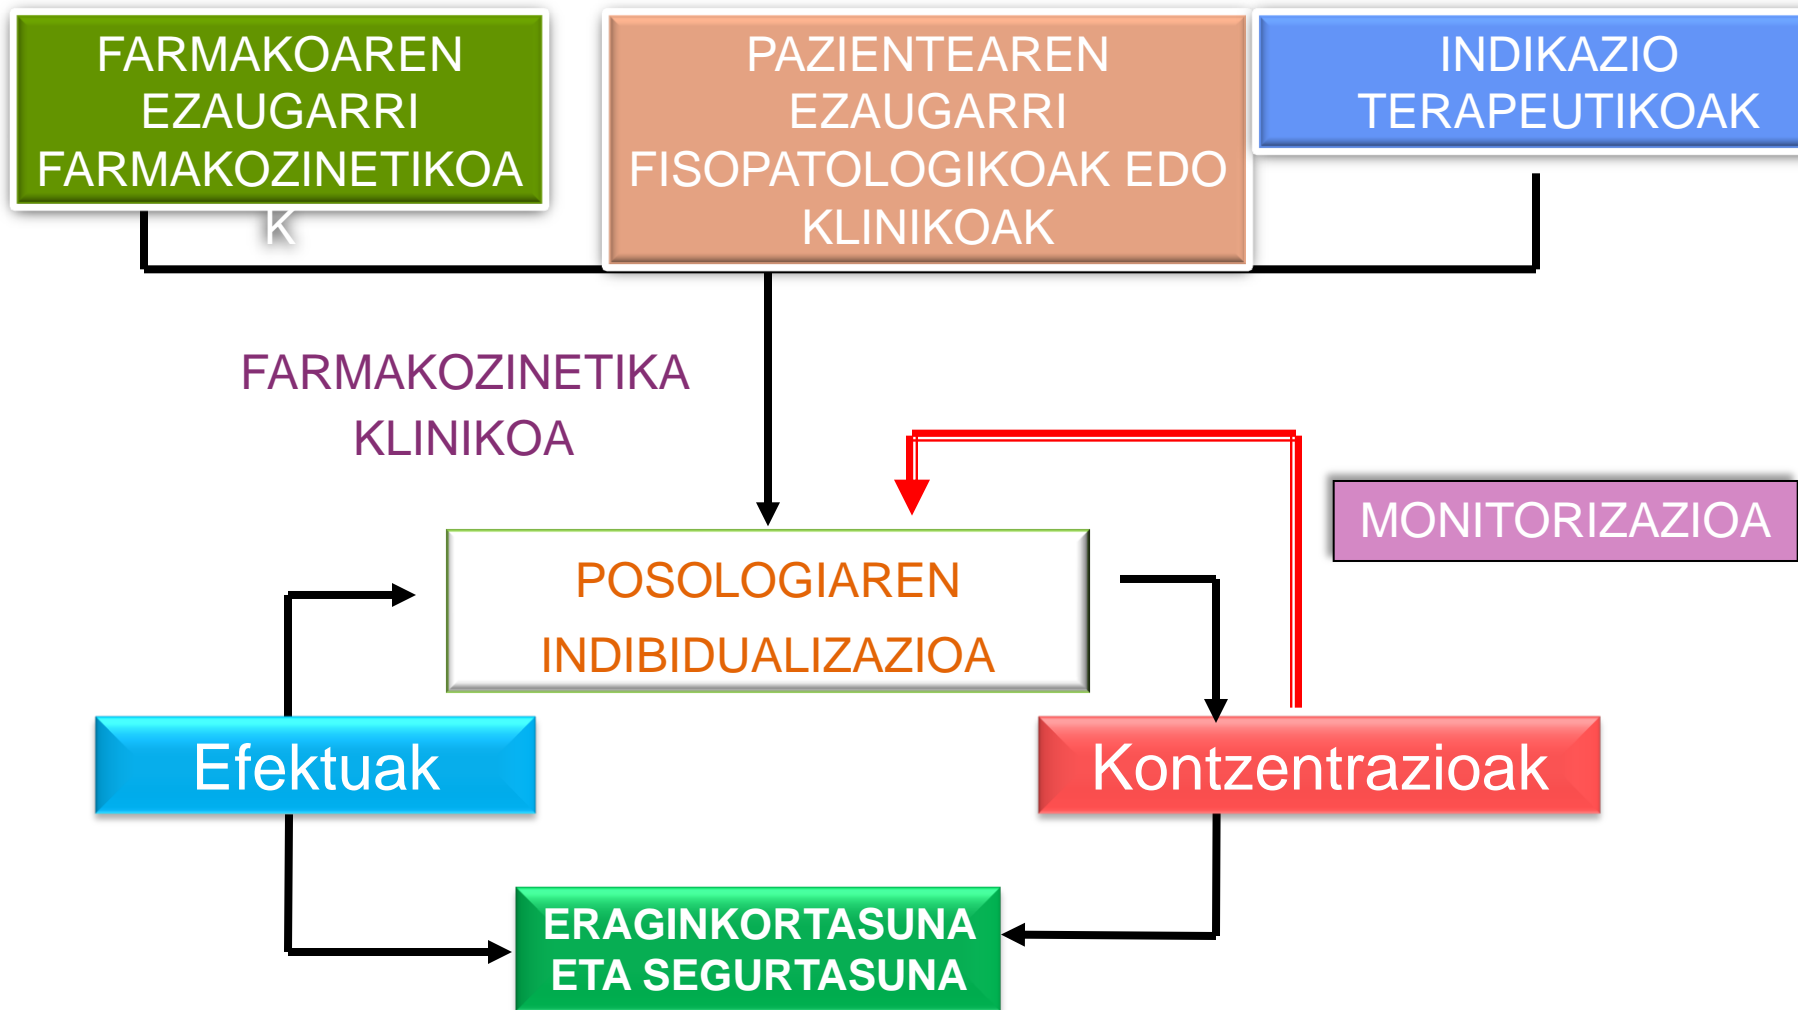 FARMAKOAREN
EZAUGARRI
FARMAKOZINETIKOA
K
PAZIENTEAREN
EZAUGARRI
FISOPATOLOGIKOAK EDO
KLINIKOAK
INDIKAZIO
TERAPEUTIKOAK
FARMAKOZINETIKA
KLINIKOA
MONITORIZAZIOA
POSOLOGIAREN
INDIBIDUALIZAZIOA
Efektuak
Kontzentrazioak
ERAGINKORTASUNA
ETA SEGURTASUNA